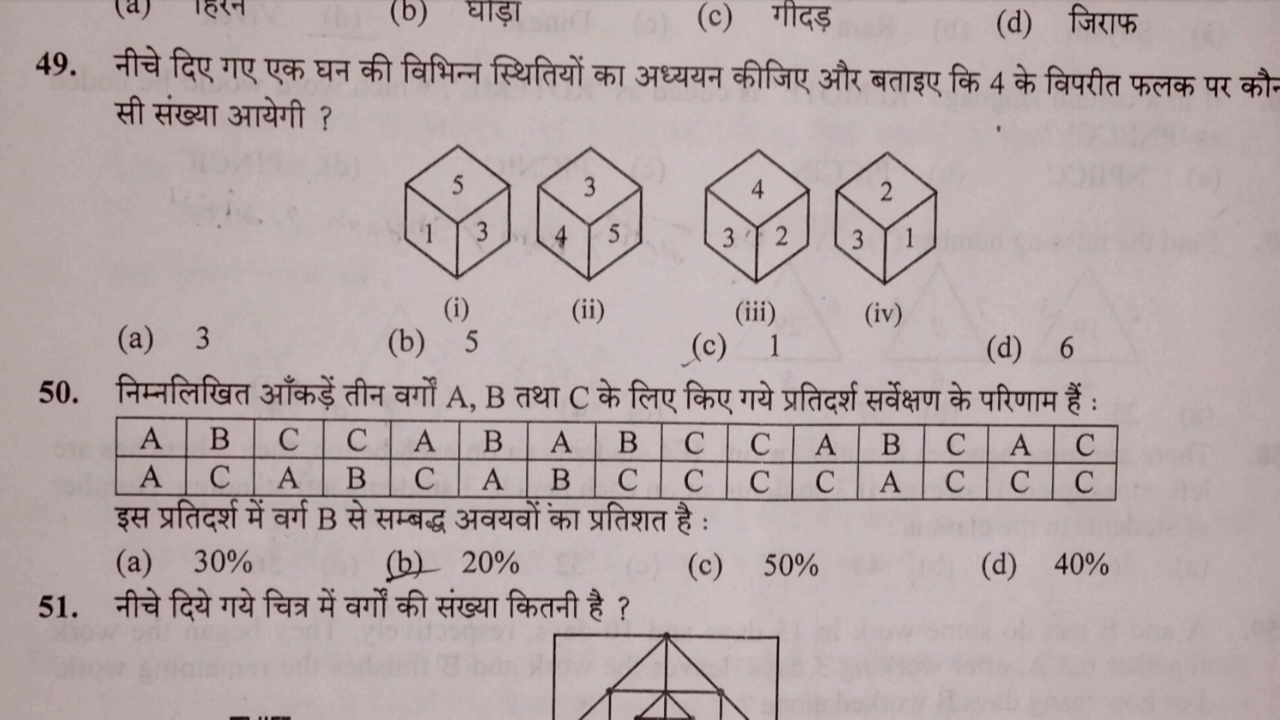 (a) हिरन (b) घोड़ा (c) गीदड़ (d) जिराफ
49. नीचे दिए गए एक घन की विभिन्न स्थितियों का अध्ययन कीजिए और बताइए कि 4 के विपरीत फलक पर कौन
सी संख्या आयेगी ?
5 3 4 2
1 3 4 5 3 2 3 1
(i) (ii) (iii) (iv)
(a) 3 (b) 5 (c) 1 (d) 6
50. निम्नलिखित आँकड़ें तीन वर्गों A, B तथा C के लिए किए गये प्रतिदर्श सर्वेक्षण के परिणाम हैं :
A B C C A B A B C C A B C A C
A C A B C A B C C C C A C C C
इस प्रतिदर्श में वर्ग B से सम्बद्ध अवयवों का प्रतिशत है :
(a) 30% (b) 20% (c) 50% (d) 40%
51. नीचे दिये गये चित्र में वर्गों की संख्या कितनी है ?